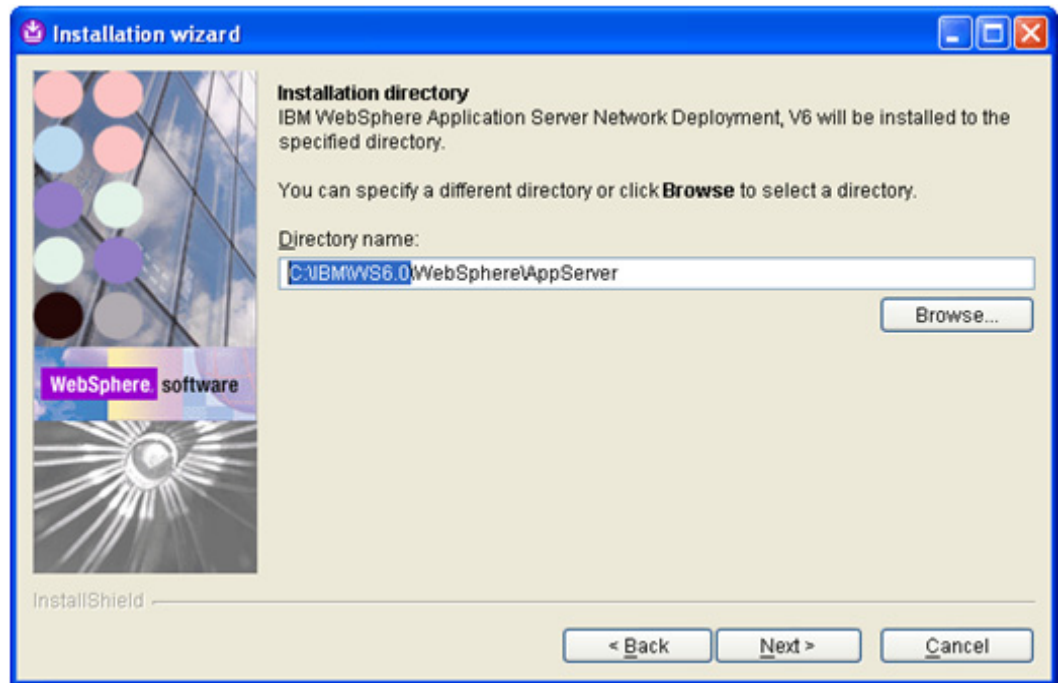 Installation wizard
Installation directory
IBM WebSphere Application Server Network Deployment, V6 will be installed to the
specified directory.
You can specify a different directory or click Browse to select a directory.
Directory name:
C:\IBM\WS6.0\WebSphere\AppServer
Browse...
WebSphere. software
InstallShield
< Back
Next >
Cancel